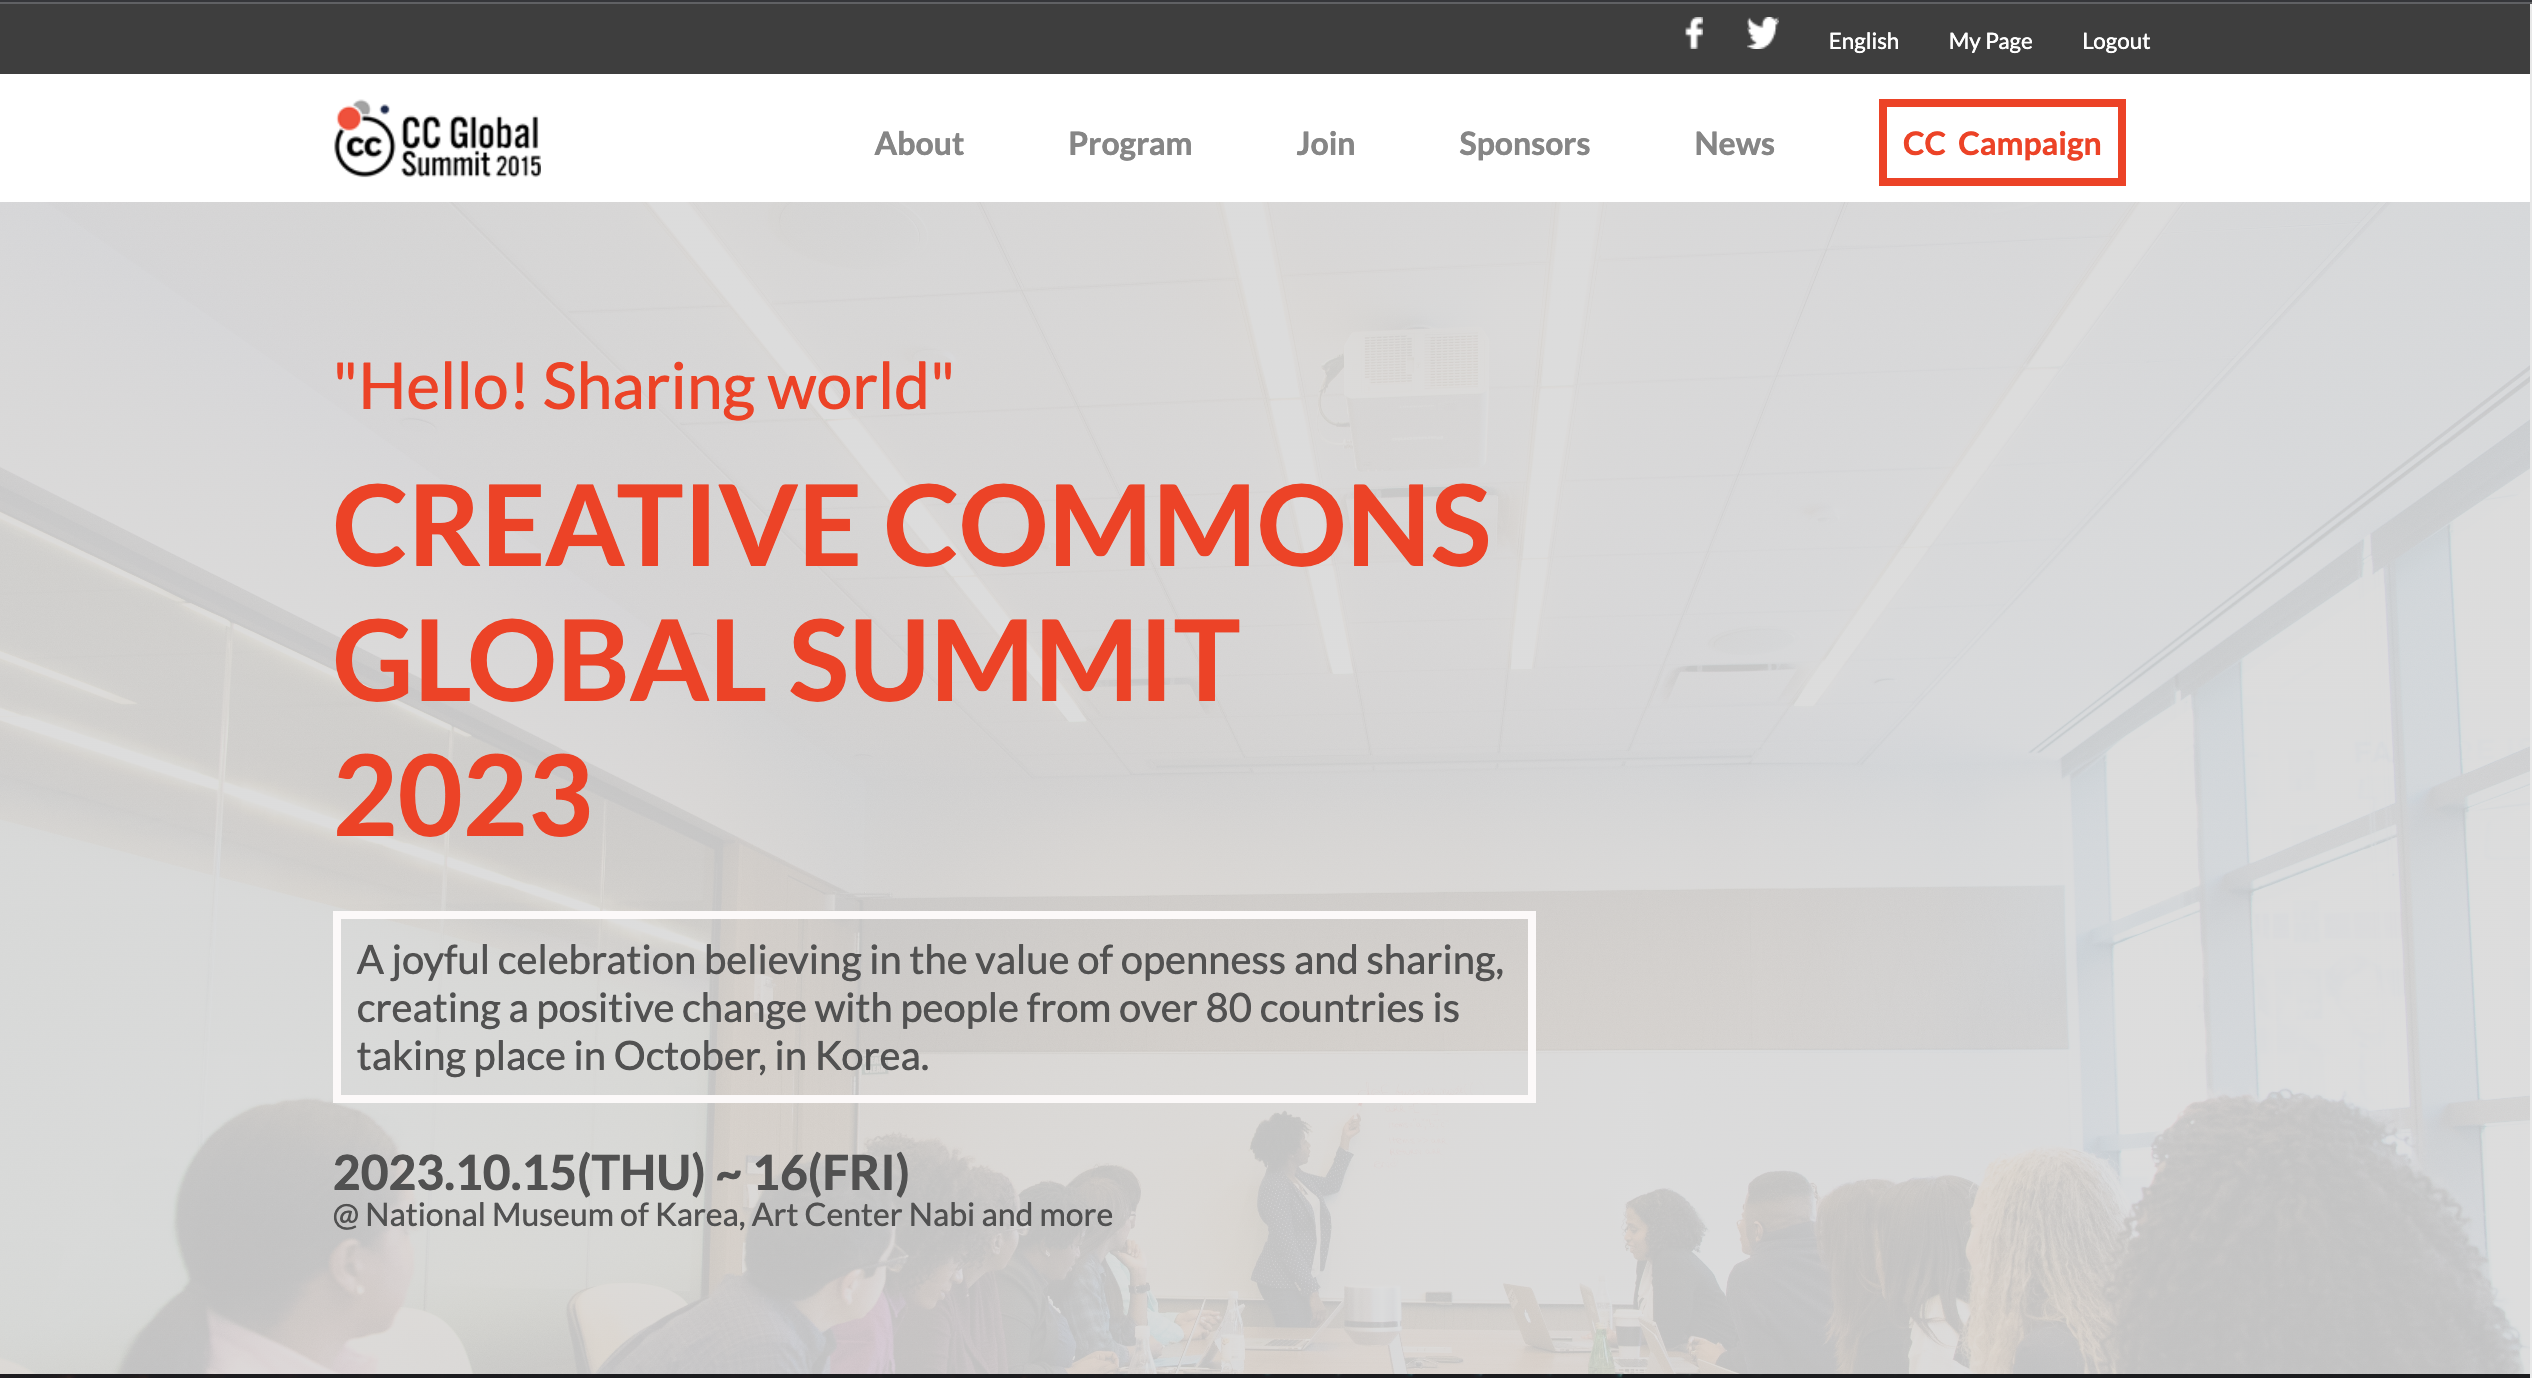 English My Page Logout
CC Global
Summit 2015
About Program Join Sponsors News CC Campaign
"Hello! Sharing world"
CREATIVE COMMONS
GLOBAL SUMMIT
2023
A joyful celebration believing in the value of openness and sharing,
creating a positive change with people from over 80 countries is
taking place in October, in Korea.
2023.10.15(THU) ~ 16(FRI)
@ National Museum of Karea, Art Center Nabi and more